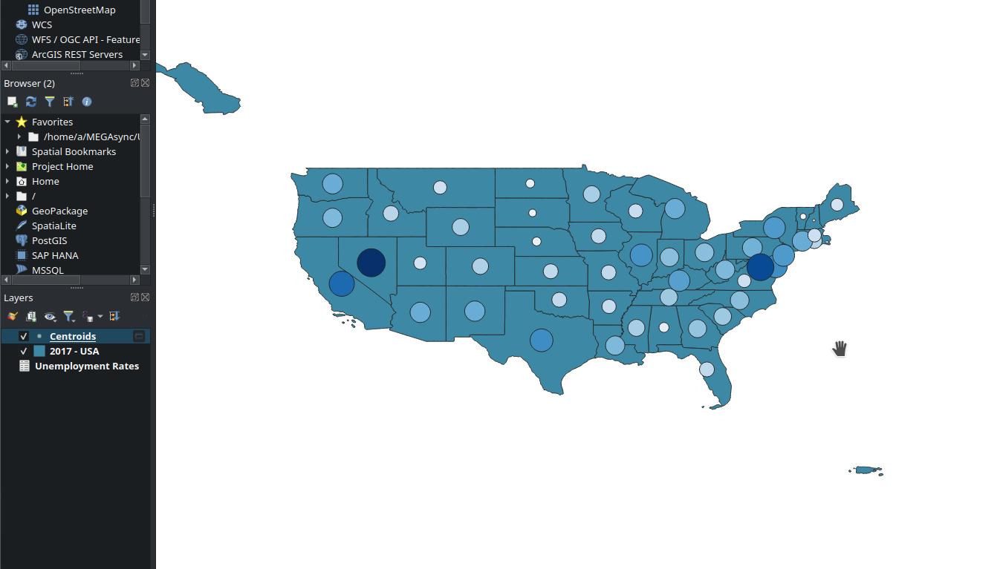 OpenStreetMap
WCS
WFS / OGC API - Feature
ArcGIS REST Servers
Browser (2)
Favorites
/home/a/MEGAsync/U
Spatial Bookmarks
Project Home
Home
/
GeoPackage
SpatiaLite
PostGIS
SAP HANA
MSSQL
Layers
Centroids
2017 - USA
Unemployment Rates